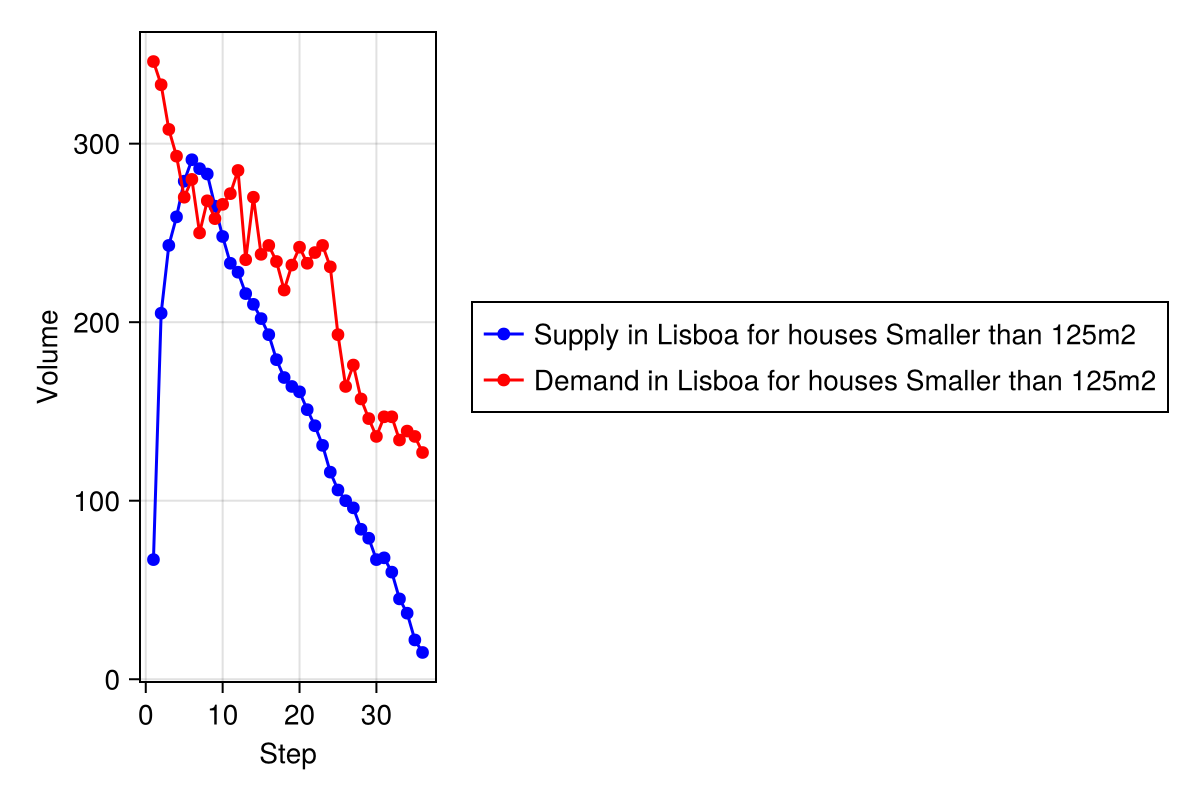 300
200
100
0
Volume
0 10 20 30
Step
Supply in Lisboa for houses Smaller than 125m2
Demand in Lisboa for houses Smaller than 125m2